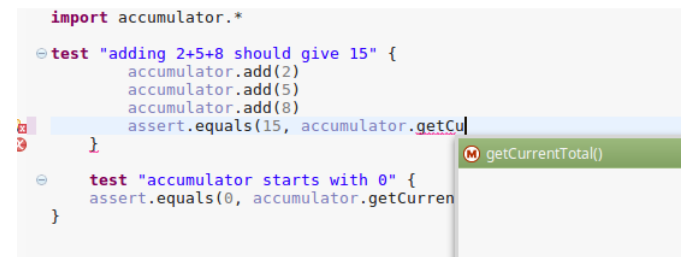 import accumulator.*
test "adding 2+5+8 should give 15" {
accumulator.add(2)
accumulator.add(5)
accumulator.add(8)
assert.equals(15, accumulator.getCu
}
M getCurrentTotal()
test "accumulator starts with 0" {
assert.equals(0, accumulator.getCurren
}